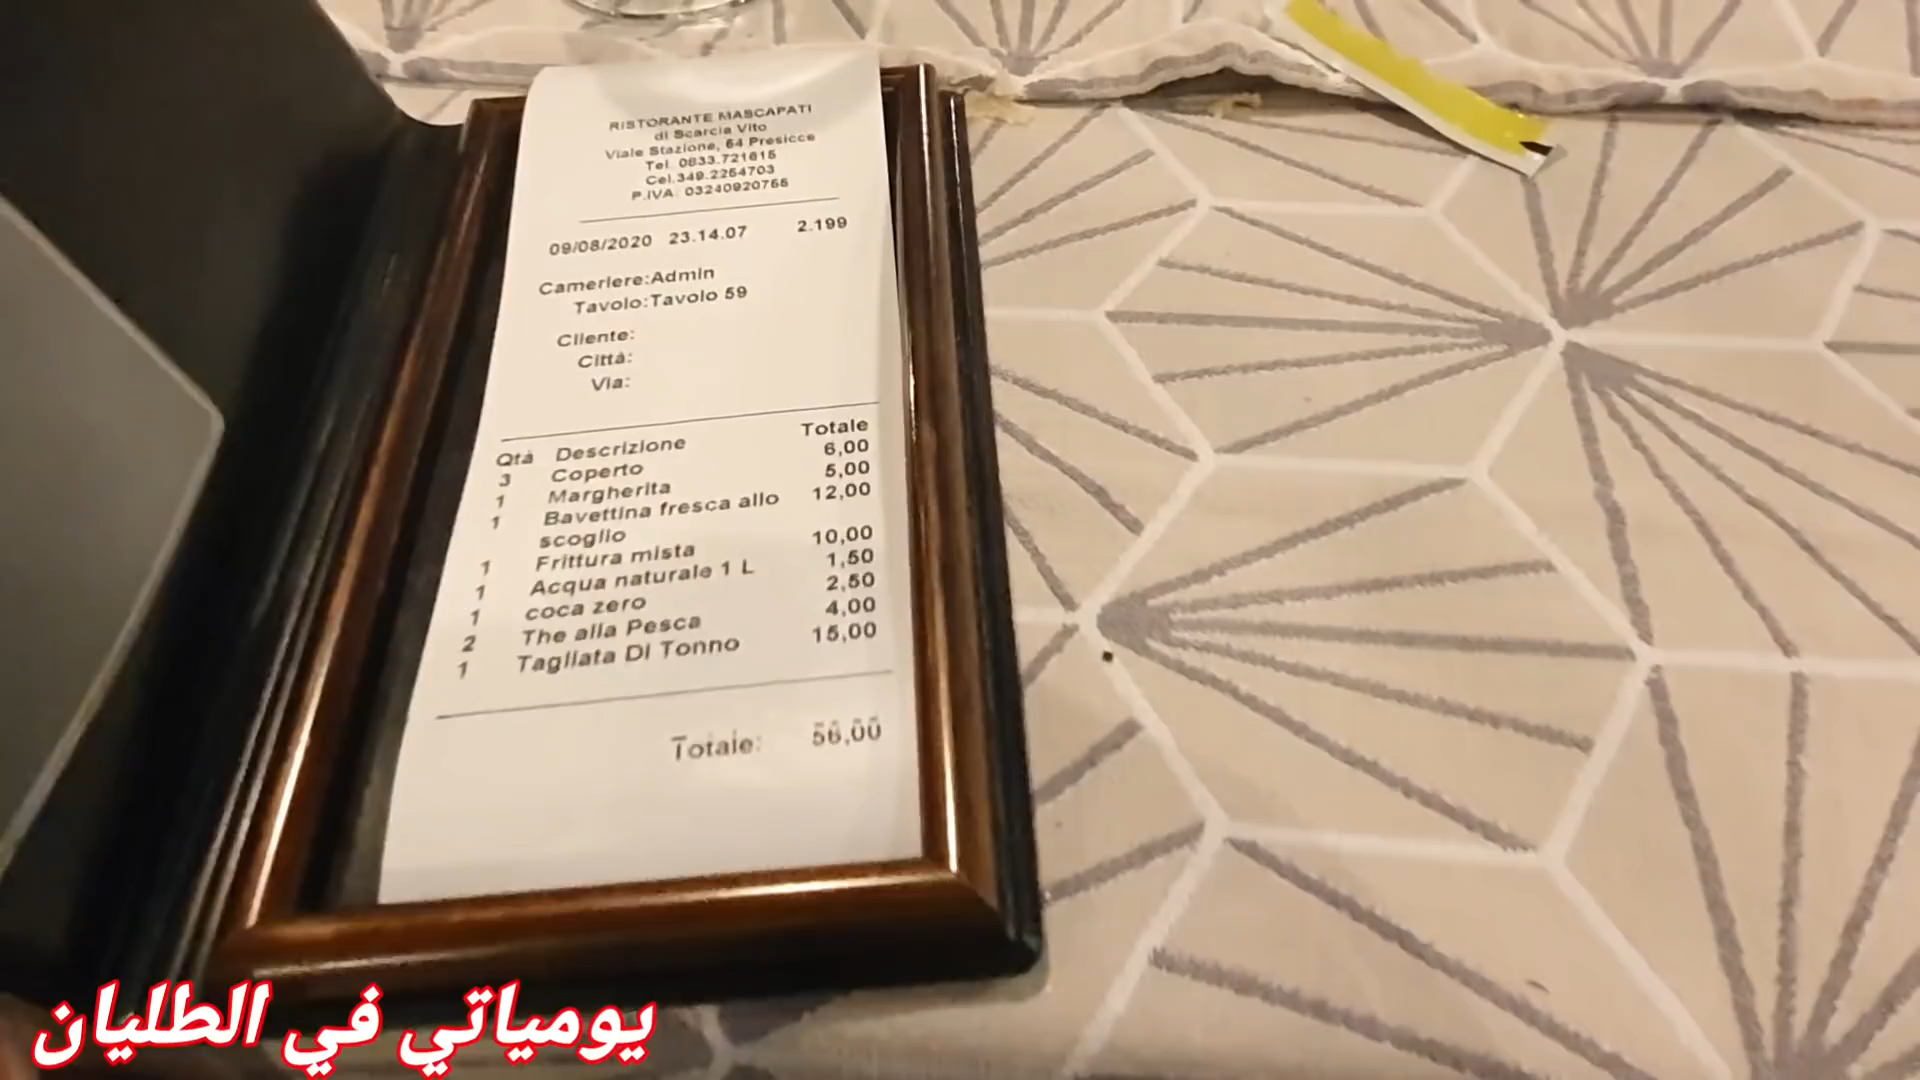 RISTORANTE MASCAPATI
di Scarcia Vito
Viale Stazione, 64 Presicce
Tel. 0833.721615
Cel.349.2254703
P.IVA. 03240920755
09/08/2020 23.14.07 2.199
Cameriere:Admin
Tavolo:Tavolo 59
Cliente:
Città:
Via:
Qtà Descrizione Totale
3 Coperto 6,00
1 Margherita 5,00
1 Bavettina fresca allo 12,00
scoglio
1 Frittura mista 10,00
1 Acqua naturale 1 L 1,50
1 coca zero 2,50
2 The alla Pesca 4,00
1 Tagliata Di Tonno 15,00
Totale: 56,00
يومياتي في الطليان